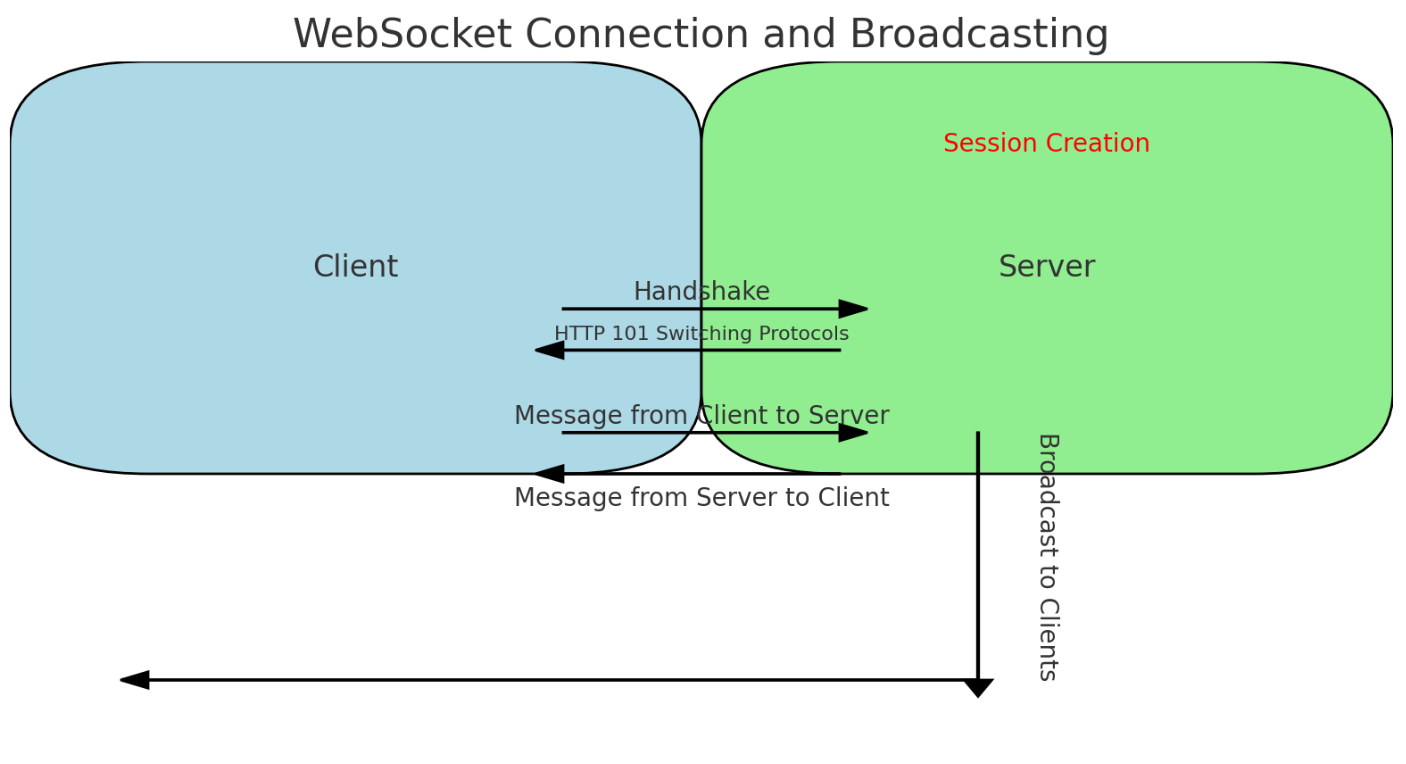 WebSocket Connection and Broadcasting
Session Creation
Client
Server
Handshake
HTTP 101 Switching Protocols
Message from Client to Server
Message from Server to Client
Broadcast to Clients